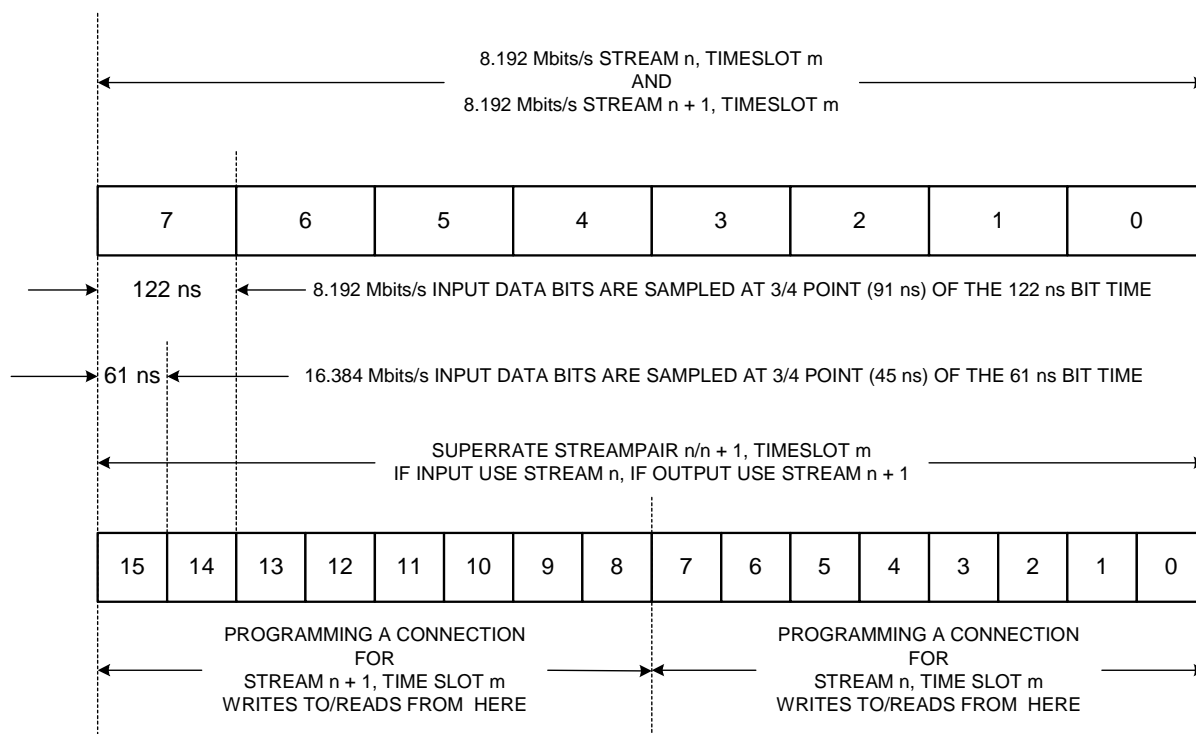 8.192 Mbits/s STREAM n, TIMESLOT m
AND
8.192 Mbits/s STREAM n + 1, TIMESLOT m
7 6 5 4 3 2 1 0
122 ns 8.192 Mbits/s INPUT DATA BITS ARE SAMPLED AT 3/4 POINT (91 ns) OF THE 122 ns BIT TIME
61 ns 16.384 Mbits/s INPUT DATA BITS ARE SAMPLED AT 3/4 POINT (45 ns) OF THE 61 ns BIT TIME
SUPERRATE STREAMPAIR n/n + 1, TIMESLOT m
IF INPUT USE STREAM n, IF OUTPUT USE STREAM n + 1
15 14 13 12 11 10 9 8 7 6 5 4 3 2 1 0
PROGRAMMING A CONNECTION
FOR
STREAM n + 1, TIME SLOT m
WRITES TO/READS FROM HERE
PROGRAMMING A CONNECTION
FOR
STREAM n, TIME SLOT m
WRITES TO/READS FROM HERE